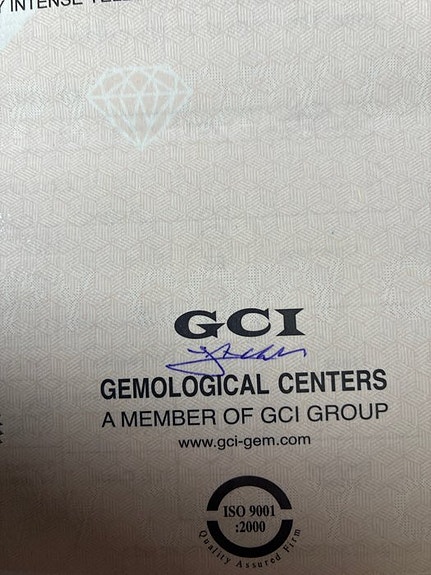 INTENSE
GCI
GEMOLOGICAL CENTERS
A MEMBER OF GCI GROUP
www.gci-gem.com
ISO 9001
:2000
Quality Assured Firm